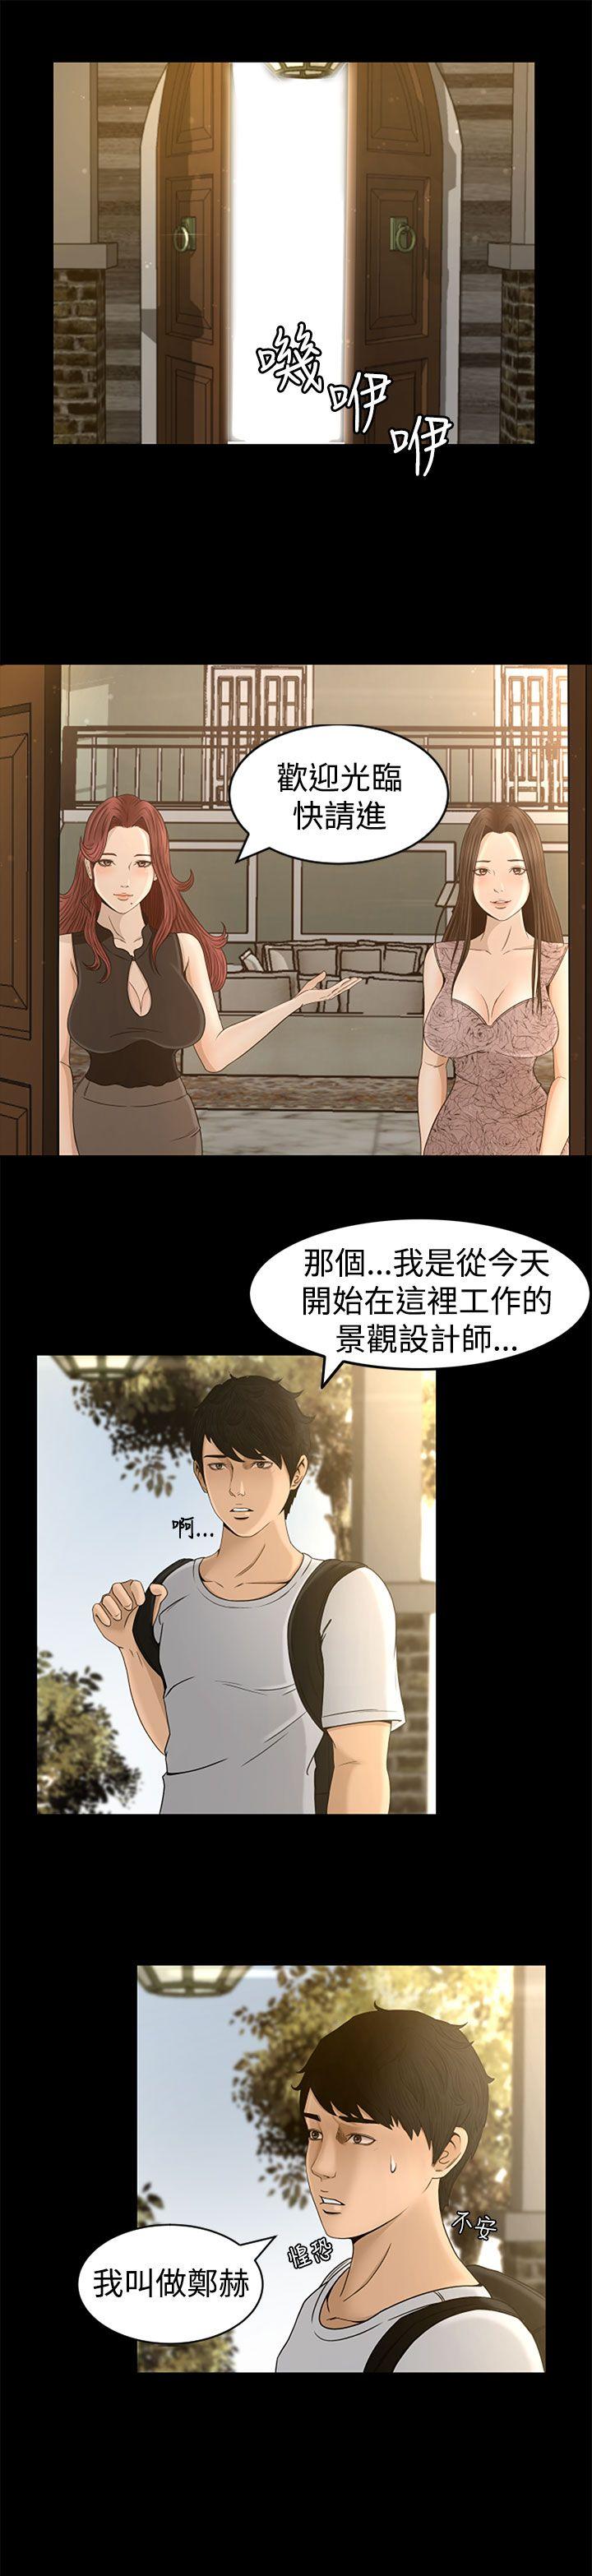 嘰咿咿
歡迎光臨
快請進
那個...我是從今天
開始在這裡工作的
景觀設計師...
啊...
不安
惶恐
我叫做鄭赫